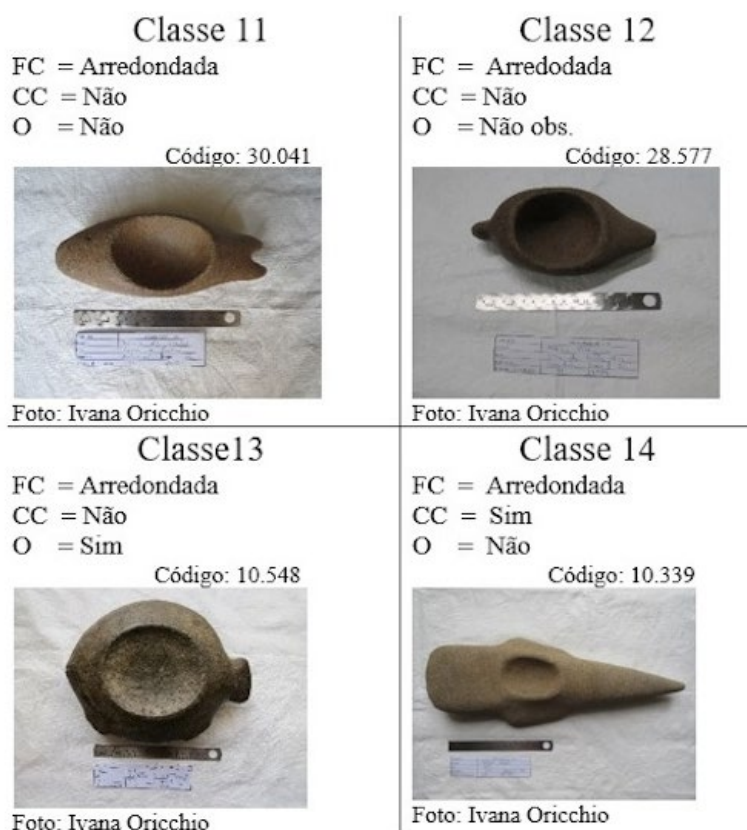 Classe 11
FC = Arredondada
CC = Não
O = Não
Código: 30.041
Foto: Ivana Oricchio
Classe 12
FC = Arredodada
CC = Não
O = Não obs.
Código: 28.577
Foto: Ivana Oricchio
Classe13
FC = Arredondada
CC = Não
O = Sim
Código: 10.548
Foto: Ivana Oricchio
Classe 14
FC = Arredondada
CC = Sim
O = Não
Código: 10.339
Foto: Ivana Oricchio